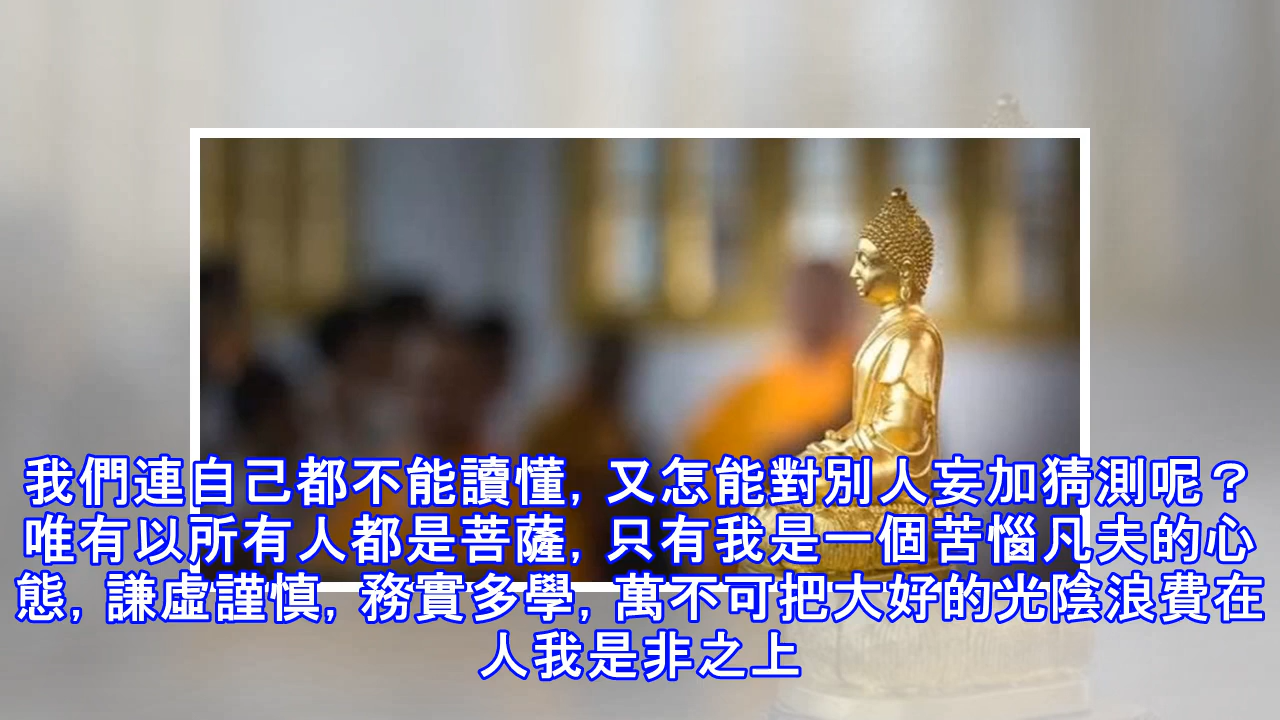 我們連自己都不能讀懂, 又怎能對別人妄加猜測呢？
唯有以所有人都是菩薩, 只有我是一個苦惱凡夫的心
態, 謙虛謹慎, 務實多學, 萬不可把大好的光陰浪費在
人我是非之上